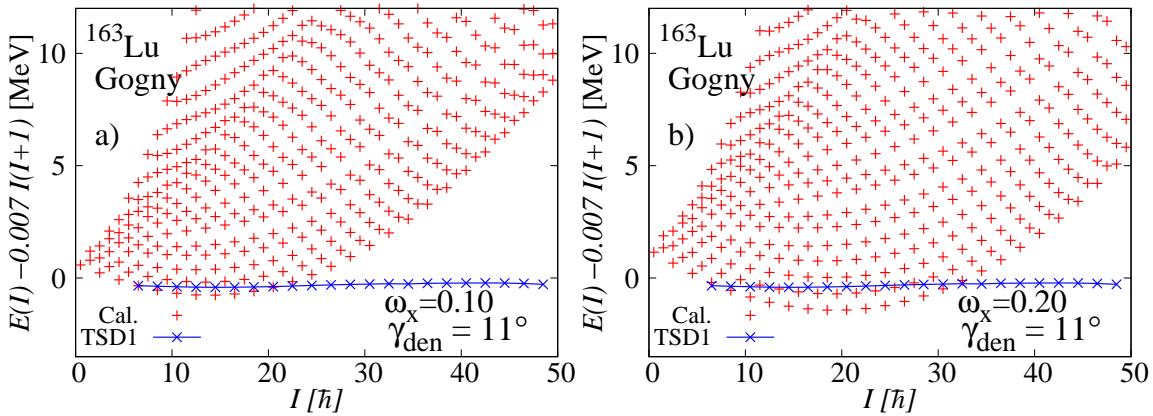 E(I) −0.007 I(I+1) [MeV]
10
5
0
¹⁶³Lu
Gogny
a)
Cal.
TSD1
ωₓ=0.10
γ_den = 11°
0 10 20 30 40 50
I [ħ]
E(I) −0.007 I(I+1) [MeV]
10
5
0
¹⁶³Lu
Gogny
b)
Cal.
TSD1
ωₓ=0.20
γ_den = 11°
0 10 20 30 40 50
I [ħ]